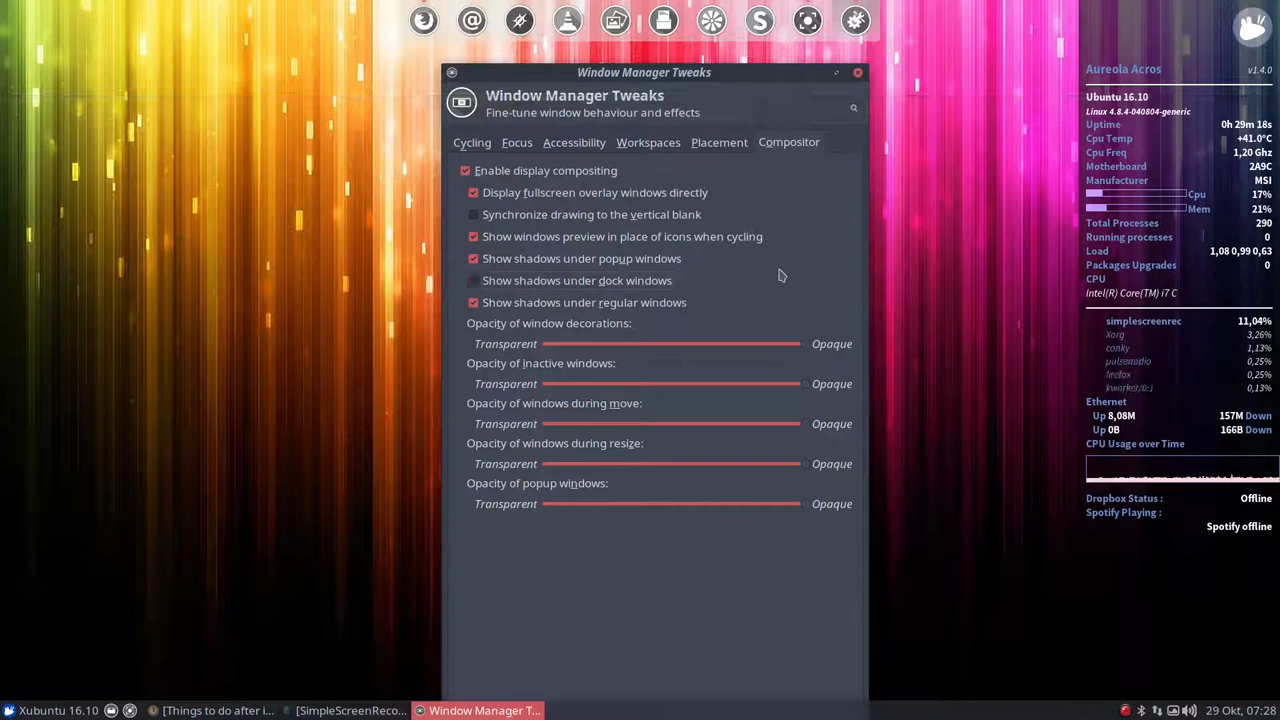 Window Manager Tweaks
Window Manager Tweaks
Fine-tune window behaviour and effects
Cycling Focus Accessibility Workspaces Placement Compositor
Enable display compositing
Display fullscreen overlay windows directly
Synchronize drawing to the vertical blank
Show windows preview in place of icons when cycling
Show shadows under popup windows
Show shadows under dock windows
Show shadows under regular windows
Opacity of window decorations:
Transparent Opaque
Opacity of inactive windows:
Transparent Opaque
Opacity of windows during move:
Transparent Opaque
Opacity of windows during resize:
Transparent Opaque
Opacity of popup windows:
Transparent Opaque
Aureola Acros v1.4.0
Ubuntu 16.10
Linux 4.8.4-040804-generic
Uptime 0h 29m 18s
Cpu Temp +41.0°C
Cpu Freq 1,20 Ghz
Motherboard 2A9C
Manufacturer MSI
Cpu 17%
Mem 21%
Total Processes 290
Running processes 0
Load 1,08 0,99 0,63
Packages Upgrades 0
CPU
Intel(R) Core(TM) i7 C
simplescreenrec 11,04%
Xorg 3,26%
conky 1,13%
pulseaudio 0,25%
firefox 0,25%
kworker/0:) 0,13%
Ethernet
Up 8,08M 157M Down
Up 0B 166B Down
CPU Usage over Time
Dropbox Status : Offline
Spotify Playing :
Spotify offline
Xubuntu 16.10 [Things to do after i... [SimpleScreenReco... Window Manager T... 29 Okt, 07:28